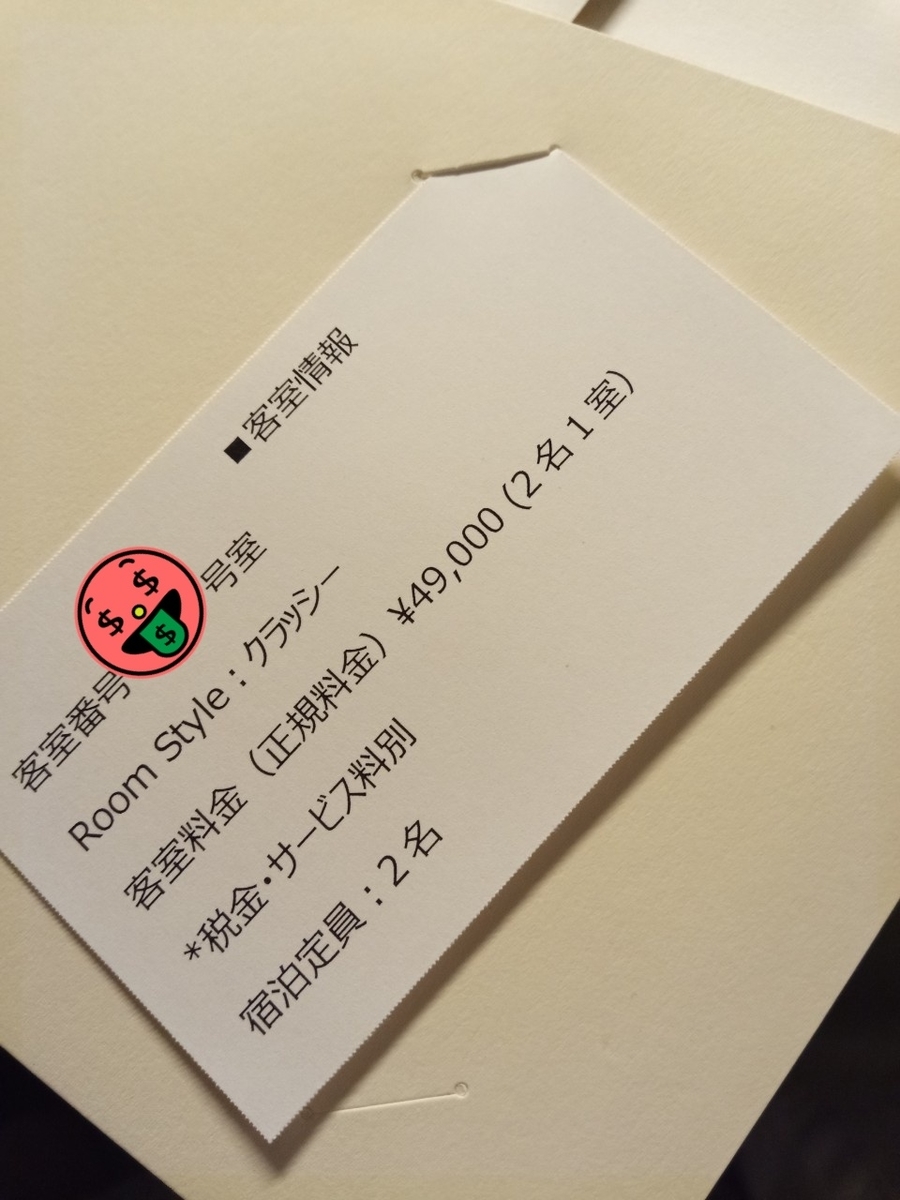 ■客室情報
客室番号 号室
Room Style：クラッシー
客室料金（正規料金）¥49,000（2名1室）
*税金・サービス料別
宿泊定員：2名